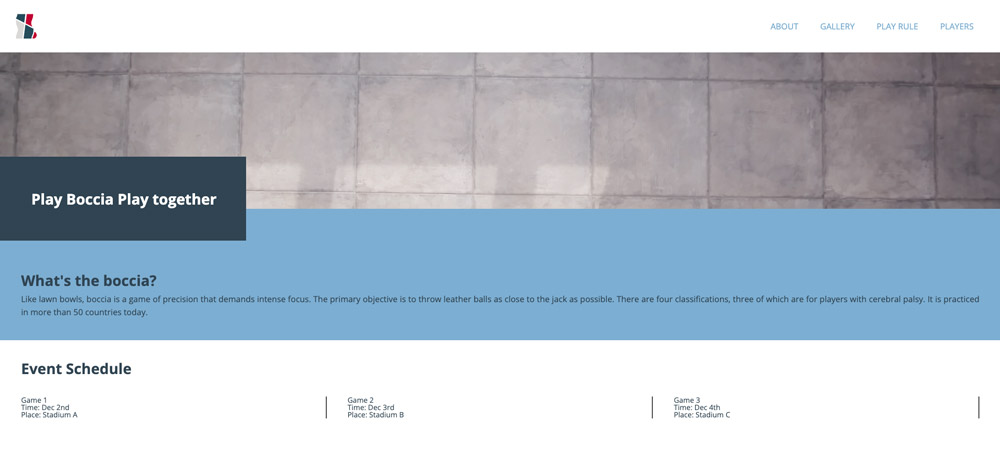 ABOUT GALLERY PLAY RULE PLAYERS
Play Boccia Play together
What's the boccia?
Like lawn bowls, boccia is a game of precision that demands intense focus. The primary objective is to throw leather balls as close to the jack as possible. There are four classifications, three of which are for players with cerebral palsy. It is practiced
in more than 50 countries today.
Event Schedule
Game 1
Time: Dec 2nd
Place: Stadium A
Game 2
Time: Dec 3rd
Place: Stadium B
Game 3
Time: Dec 4th
Place: Stadium C